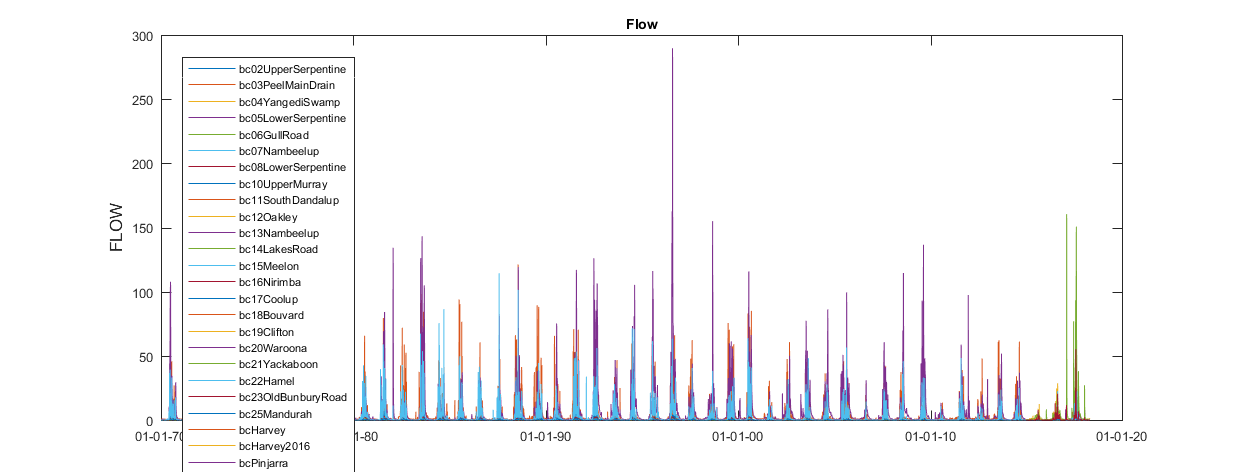 Flow
300
250
200
150
100
50
0
FLOW
bc02UpperSerpentine
bc03PeelMainDrain
bc04YangediSwamp
bc05LowerSerpentine
bc06GullRoad
bc07Nambeelup
bc08LowerSerpentine
bc10UpperMurray
bc11SouthDandalup
bc12Oakley
bc13Nambeelup
bc14LakesRoad
bc15Meelon
bc16Nirimba
bc17Coolup
bc18Bouvard
bc19Clifton
bc20Waroona
bc21Yackaboon
bc22Hamel
bc23OldBunburyRoad
bc25Mandurah
bcHarvey
bcHarvey2016
bcPinjarra
01-01-70
1-80
01-01-90
01-01-00
01-01-10
01-01-20